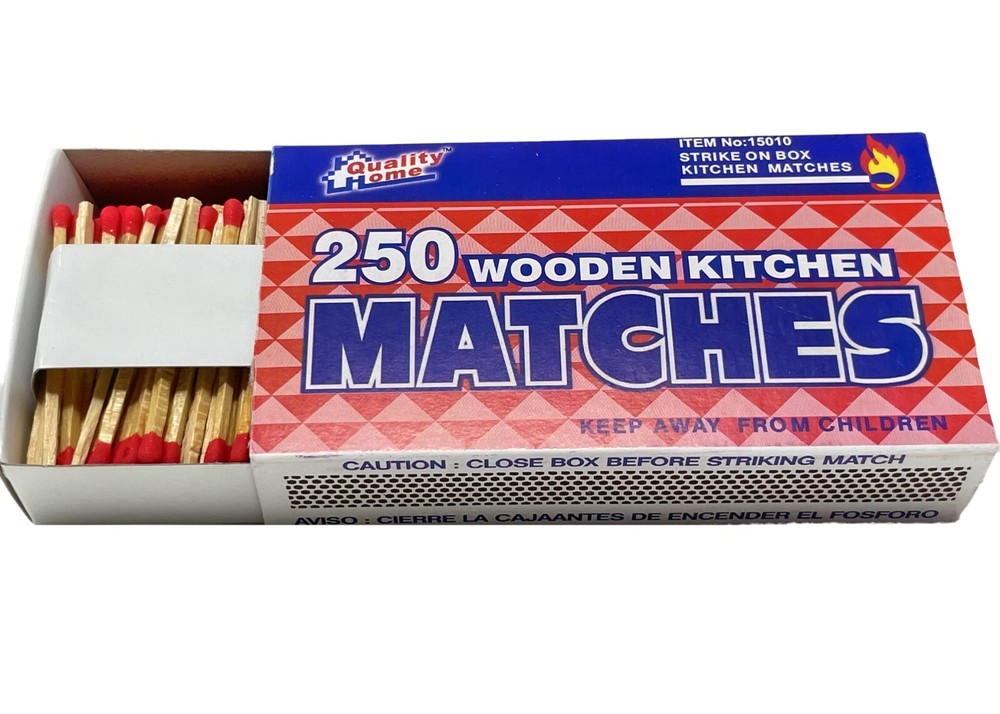 Quality
Home™
ITEM No:15010
STRIKE ON BOX
KITCHEN MATCHES
250 WOODEN KITCHEN
MATCHES
KEEP AWAY FROM CHILDREN
CAUTION : CLOSE BOX BEFORE STRIKING MATCH
AVISO : CIERRE LA CAJAANTES DE ENCENDER EL FOSFORO